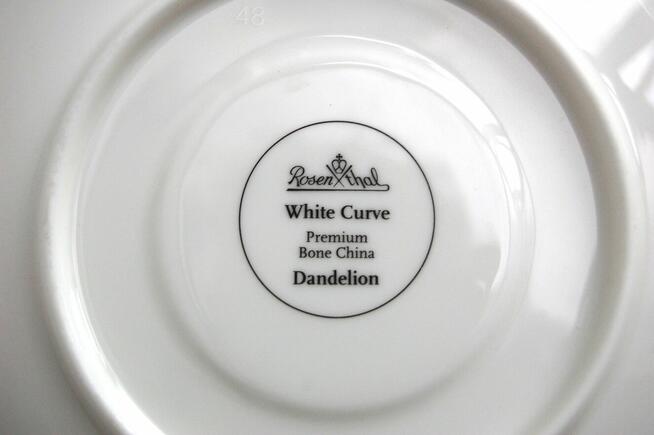 48
Rosenthal
White Curve
Premium
Bone China
Dandelion